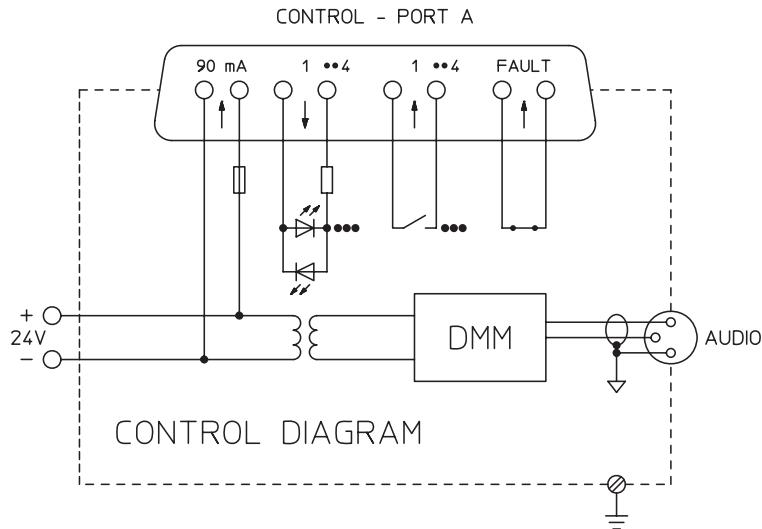 CONTROL - PORT A
90 mA 1 ••4 1 ••4 FAULT
+
24V
−
DMM
AUDIO
CONTROL DIAGRAM